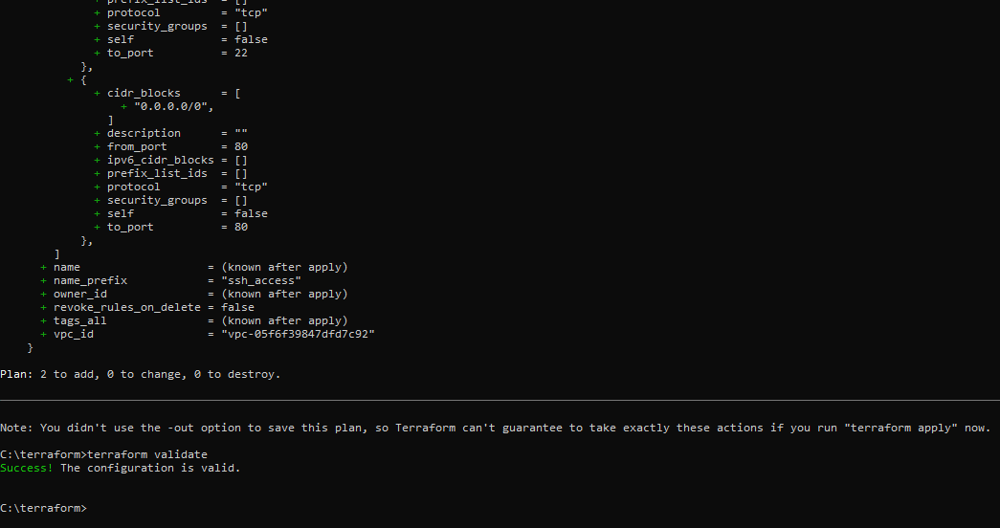 + prefix_list_ids  = []
+ protocol         = "tcp"
+ security_groups  = []
+ self             = false
+ to_port          = 22
},
+ {
+ cidr_blocks      = [
+ "0.0.0.0/0",
]
+ description      = ""
+ from_port        = 80
+ ipv6_cidr_blocks = []
+ prefix_list_ids  = []
+ protocol         = "tcp"
+ security_groups  = []
+ self             = false
+ to_port          = 80
},
]
+ name                   = (known after apply)
+ name_prefix            = "ssh_access"
+ owner_id               = (known after apply)
+ revoke_rules_on_delete = false
+ tags_all               = (known after apply)
+ vpc_id                 = "vpc-05f6f39847dfd7c92"
}
Plan: 2 to add, 0 to change, 0 to destroy.
Note: You didn't use the -out option to save this plan, so Terraform can't guarantee to take exactly these actions if you run "terraform apply" now.
C:\terraform>terraform validate
Success! The configuration is valid.
C:\terraform>